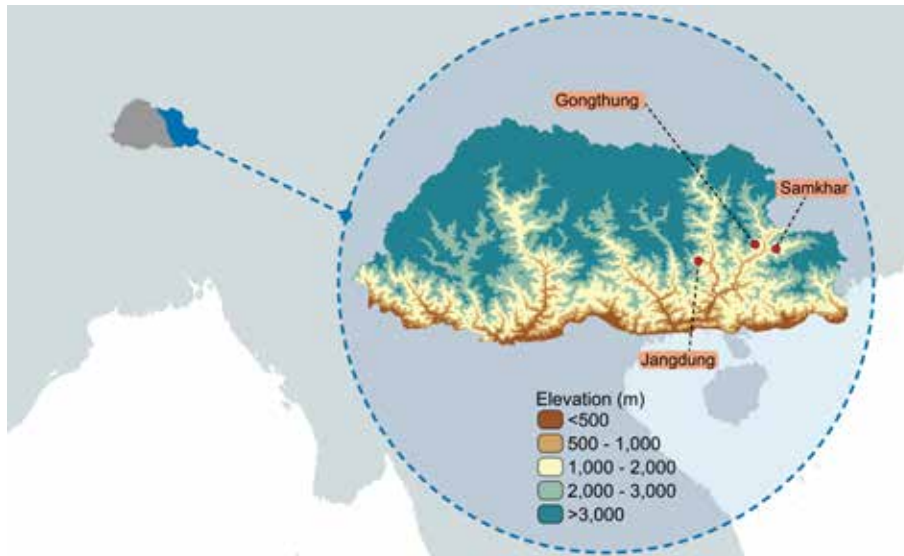 Gongthung
Samkhar
Jangdung
Elevation (m)
<500
500 - 1,000
1,000 - 2,000
2,000 - 3,000
>3,000